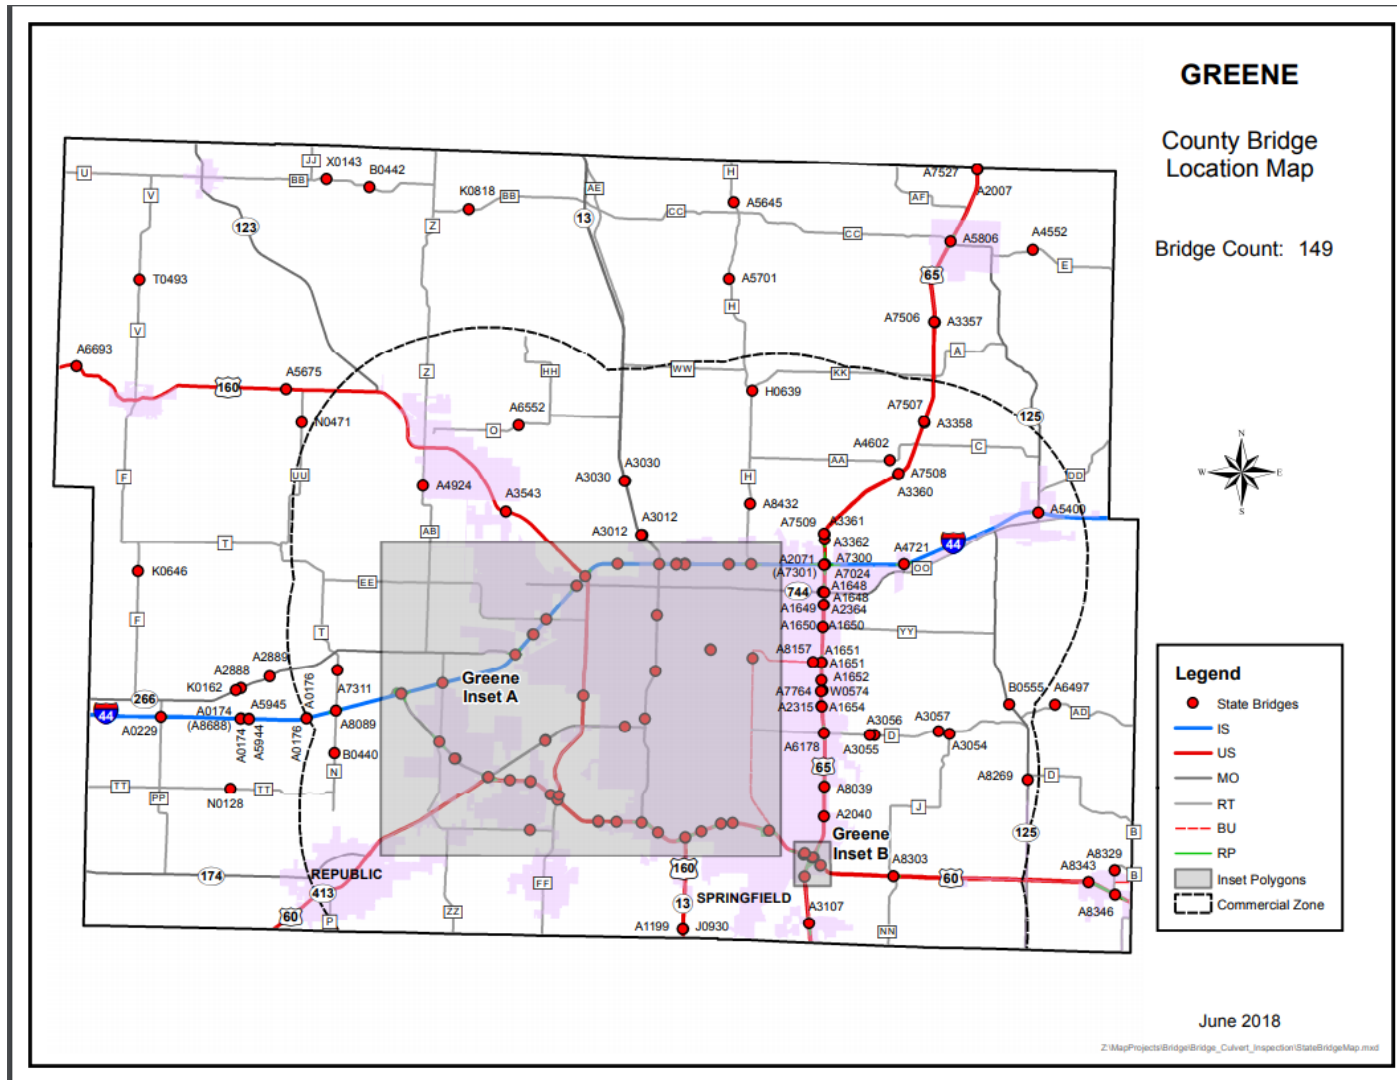 GREENE
County Bridge
Location Map
Bridge Count: 149
U
V
JJ
BB
X0143
B0442
123
K0818
BB
Z
AE
13
H
A5645
CC
CC
A7527
A2007
AF
A5806
A4552
E
65
T0493
V
A5701
H
A7506
A3357
A
A6693
160
A5675
Z
HH
WW
KK
H0639
N0471
A6552
O
A7507
A3358
125
A4602
C
AA
F
UU
A4924
A3543
A3030
A3030
H
A8432
A7508
A3360
DD
A5400
AB
A3012
A3012
A7509
A3361
A3362
44
T
K0646
EE
A2071
(A7301)
A7300
A7024
A4721
OO
744
A1648
A1648
A1649
A2364
A1650
A1650
YY
F
T
A8157
A1651
A1651
A1652
A7764
W0574
A2315
A1654
A2889
A2888
K0162
266
A0176
A7311
Greene
Inset A
44
A0229
A0174
(A8688)
A5945
A0174
A5944
A0176
A8089
B0440
N
B0555
A6497
AD
A3056
A3055
D
A3057
A3054
A6178
65
A8269
D
TT
TT
PP
N0128
A8039
A2040
J
Greene
Inset B
125
B
174
REPUBLIC
413
60
P
ZZ
FF
160
13
SPRINGFIELD
A1199
J0930
A3107
A8303
60
NN
A8343
A8329
B
A8346
N
W
E
S
Legend
State Bridges
IS
US
MO
RT
BU
RP
Inset Polygons
Commercial Zone
June 2018
Z:\MapProjects\Bridge\Bridge_Culvert_Inspection\StateBridgeMap.mxd